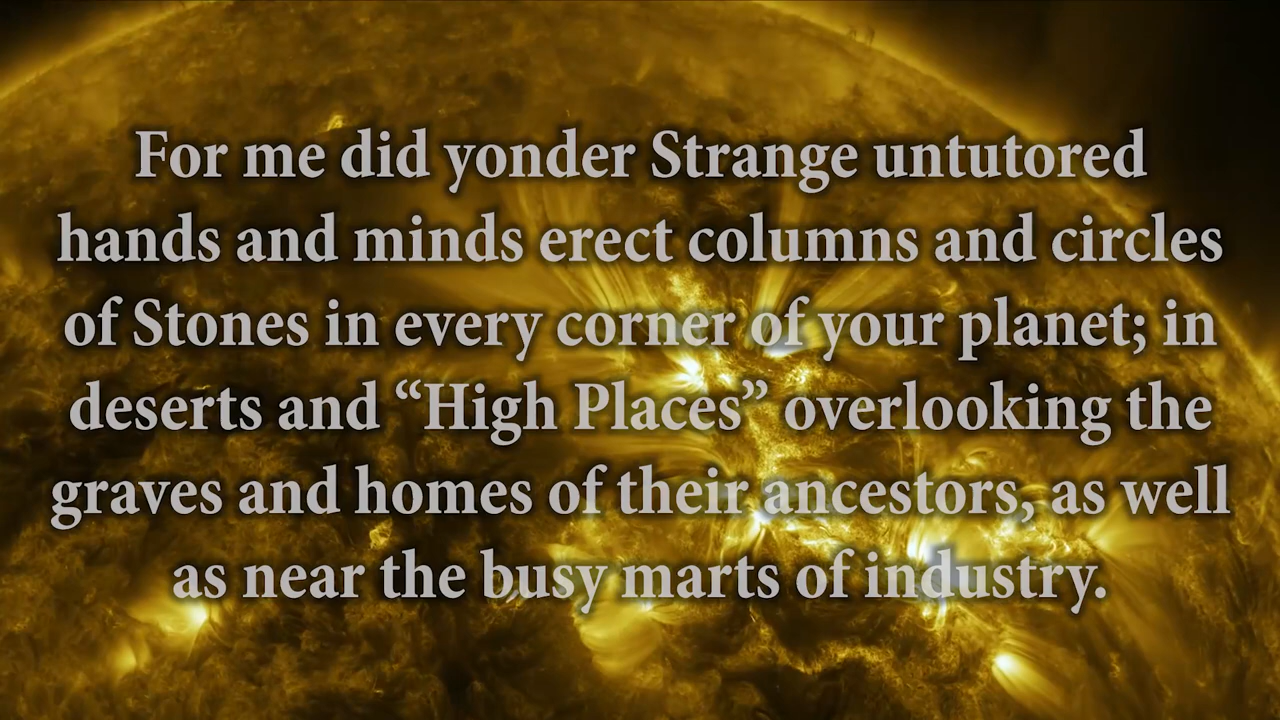 For me did yonder Strange untutored
hands and minds erect columns and circles
of Stones in every corner of your planet; in
deserts and “High Places” overlooking the
graves and homes of their ancestors, as well
as near the busy marts of industry.